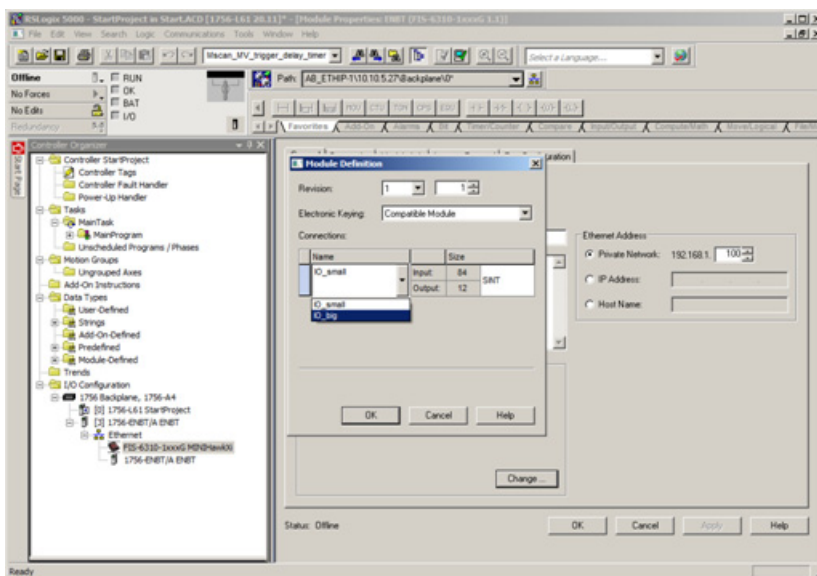 RSLogix 5000 - StartProject in Start.ACD [1756-L61 20.11]* - [Module Properties: ENBT (FIS-6310-1xxxG 1.1)]
File Edit View Search Logic Communications Tools Window Help
Mscan_MV_trigger_delay_timer
Select a Language...
Offline
RUN
Path: AB_ETHIP-1\10.10.5.27\Backplane\0*
No Forces
OK
No Edits
BAT
MOV CTU TON CPS
Redundancy
I/O
Favorites Add-On Alarms Bit Timer/Counter Compare Input/Output Compute/Math Move/Logical
Start Page
Controller Organizer
Controller StartProject
Controller Tags
Controller Fault Handler
Power-Up Handler
Tasks
MainTask
MainProgram
Unscheduled Programs / Phases
Motion Groups
Ungrouped Axes
Add-On Instructions
Data Types
User-Defined
Strings
Add-On-Defined
Predefined
Module-Defined
Trends
I/O Configuration
1756 Backplane, 1756-A4
[0] 1756-L61 StartProject
[3] 1756-ENBT/A ENBT
Ethernet
FIS-6310-1xxxG MINIHawkXi
1756-ENBT/A ENBT
Module Definition
Revision: 1 1
Electronic Keying: Compatible Module
Connections:
Name Size
IO_small Input: 84 SINT
Output: 12
IO_small
IO_big
OK Cancel Help
Ethernet Address
Private Network: 192.168.1. 100
IP Address:
Host Name:
Change ...
Status: Offline
OK Cancel Apply Help
Ready